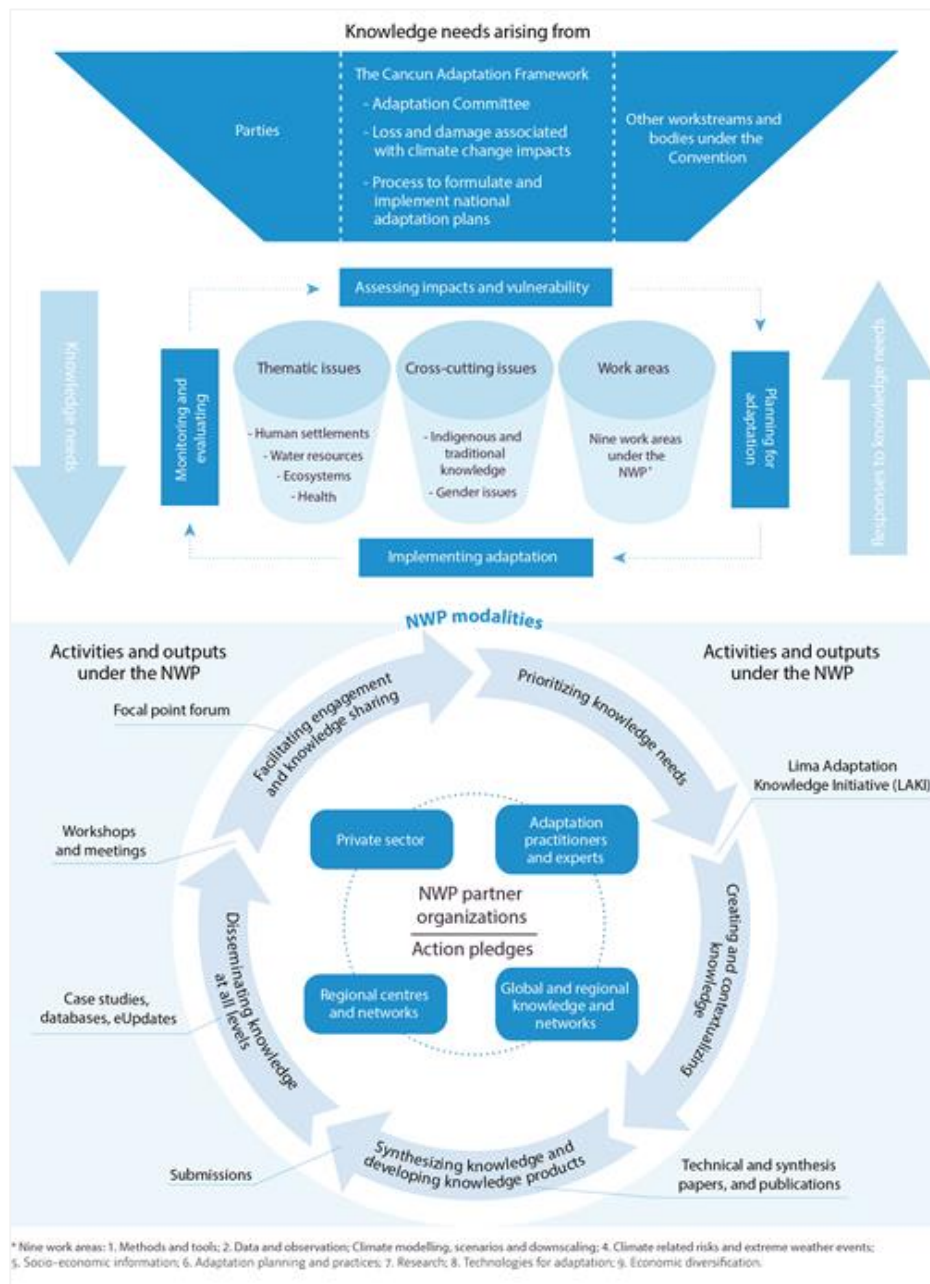 Knowledge needs arising from
Parties
The Cancun Adaptation Framework
- Adaptation Committee
- Loss and damage associated
with climate change impacts
- Process to formulate and
implement national
adaptation plans
Other workstreams and
bodies under the
Convention
Knowledge needs
Assessing impacts and vulnerability
Monitoring and
evaluating
Thematic issues
- Human settlements
- Water resources
- Ecosystems
- Health
Cross-cutting issues
- Indigenous and
traditional
knowledge
- Gender issues
Work areas
Nine work areas
under the
NWP*
Planning for
adaptation
Responses to knowledge needs
Implementing adaptation
NWP modalities
Activities and outputs
under the NWP
Activities and outputs
under the NWP
Focal point forum
Facilitating engagement
and knowledge sharing
Prioritizing knowledge needs
Lima Adaptation
Knowledge Initiative (LAKI)
Workshops
and meetings
Private sector
Adaptation
practitioners
and experts
NWP partner
organizations
Action pledges
Regional centres
and networks
Global and regional
knowledge and
networks
Creating and contextualizing
knowledge
Disseminating knowledge
at all levels
Case studies,
databases, eUpdates
Synthesizing knowledge and
developing knowledge products
Submissions
Technical and synthesis
papers, and publications
* Nine work areas: 1. Methods and tools; 2. Data and observation; Climate modelling, scenarios and downscaling; 4. Climate related risks and extreme weather events;
5. Socio-economic information; 6. Adaptation planning and practices; 7. Research; 8. Technologies for adaptation; 9. Economic diversification.